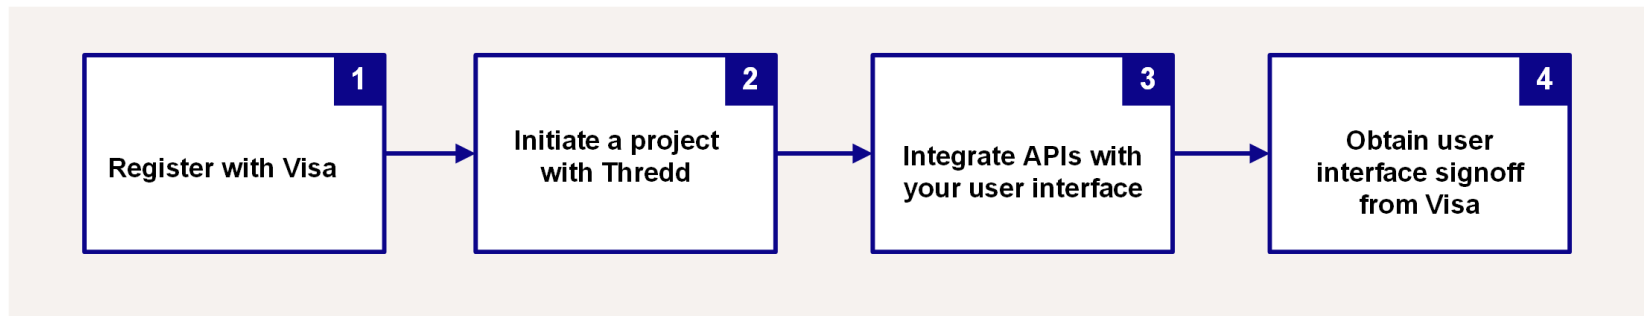 1
Register with Visa
2
Initiate a project
with Thredd
3
Integrate APIs with
your user interface
4
Obtain user
interface signoff
from Visa